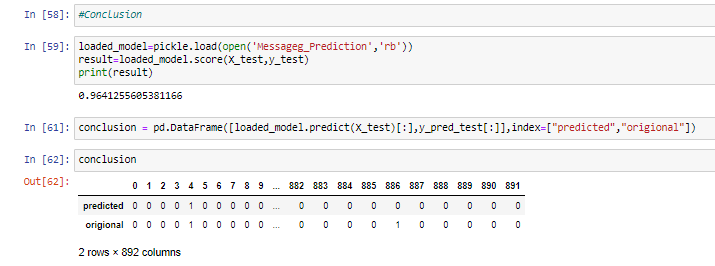 In [58]: #Conclusion
In [59]: loaded_model=pickle.load(open('Messageg_Prediction','rb'))
result=loaded_model.score(X_test,y_test)
print(result)
0.9641255605381166
In [61]: conclusion = pd.DataFrame([loaded_model.predict(X_test)[:],y_pred_test[:]],index=["predicted","origional"])
In [62]: conclusion
Out[62]:
0 1 2 3 4 5 6 7 8 9 ... 882 883 884 885 886 887 888 889 890 891
predicted 0 0 0 0 1 0 0 0 0 0 ... 0 0 0 0 0 0 0 0 0 0
origional 0 0 0 0 1 0 0 0 0 0 ... 0 0 0 0 1 0 0 0 0 0
2 rows × 892 columns